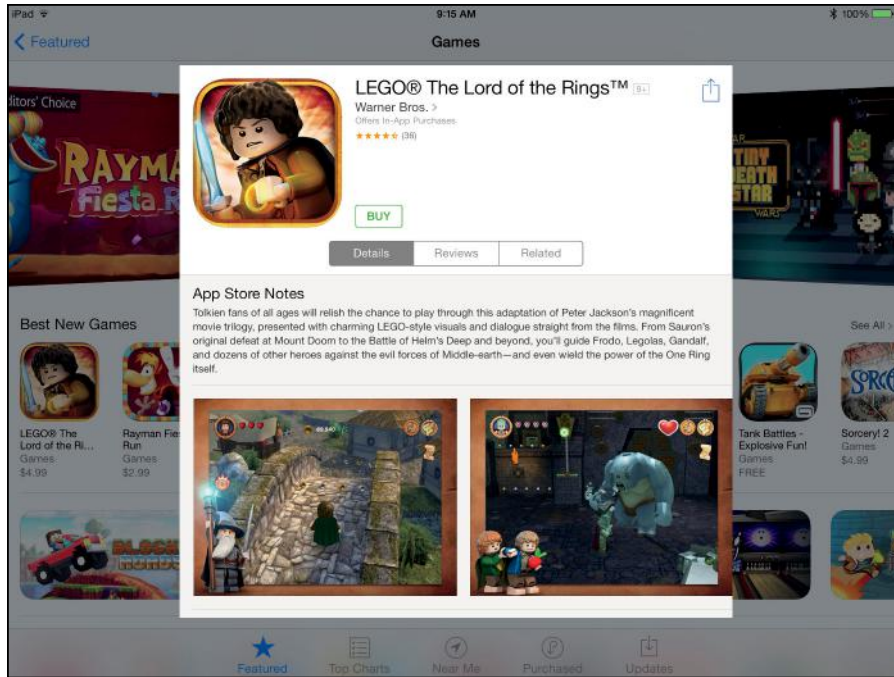 iPad
9:15 AM
100%
Featured
Games
ditors' Choice
RAYMA
Fiesta R
WAR
TINY
DEATH
STAR
WARS
LEGO® The Lord of the Rings™ 9+
Warner Bros. >
Offers In-App Purchases
(36)
BUY
Details
Reviews
Related
App Store Notes
Tolkien fans of all ages will relish the chance to play through this adaptation of Peter Jackson's magnificent
movie trilogy, presented with charming LEGO-style visuals and dialogue straight from the films. From Sauron's
original defeat at Mount Doom to the Battle of Helm's Deep and beyond, you'll guide Frodo, Legolas, Gandalf,
and dozens of other heroes against the evil forces of Middle-earth—and even wield the power of the One Ring
itself.
Best New Games
See All >
LEGO® The
Lord of the Ri...
Games
$4.99
Rayman Fie
Run
Games
$2.99
Tank Battles -
Explosive Fun!
Games
FREE
SORCE
Sorcery! 2
Games
$4.99
Featured
Top Charts
Near Me
Purchased
Updates